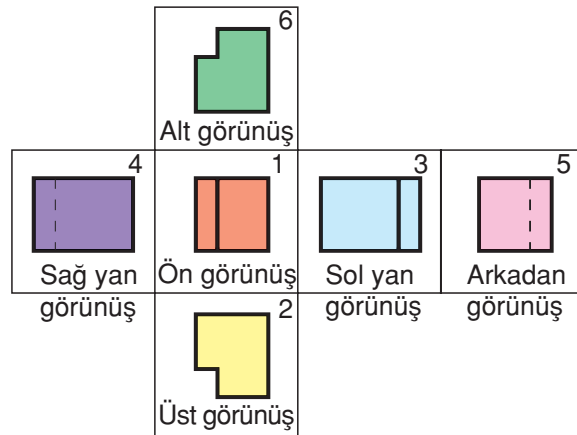 6
Alt görünüş
4
1
3
5
Sağ yan
görünüş
Ön görünüş
Sol yan
görünüş
Arkadan
görünüş
2
Üst görünüş